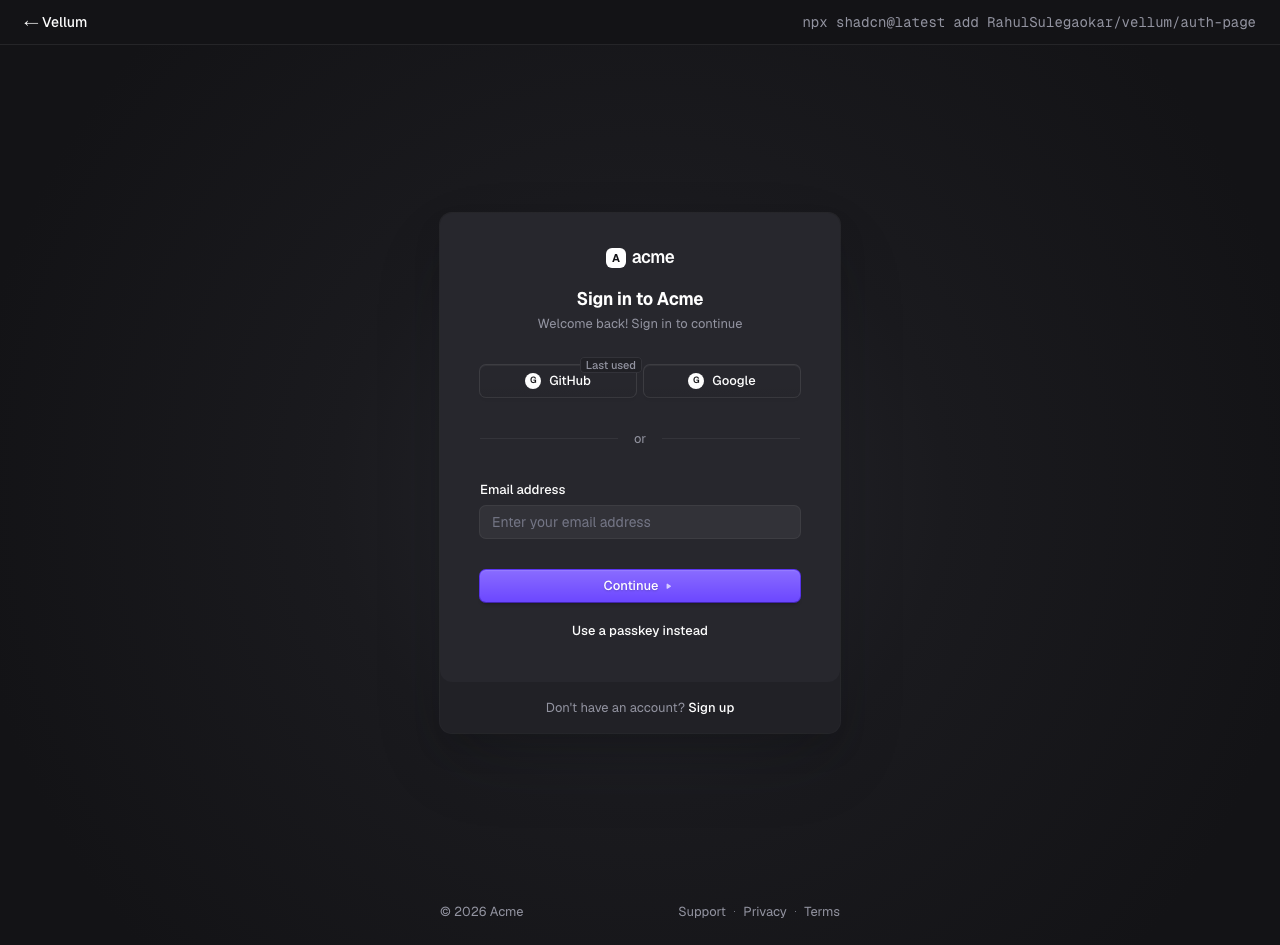 ← Vellum
npx shadcn@latest add RahulSulegaokar/vellum/auth-page
A acme
Sign in to Acme
Welcome back! Sign in to continue
Last used
G GitHub
G Google
or
Email address
Enter your email address
Continue ▸
Use a passkey instead
Don't have an account? Sign up
© 2026 Acme
Support · Privacy · Terms